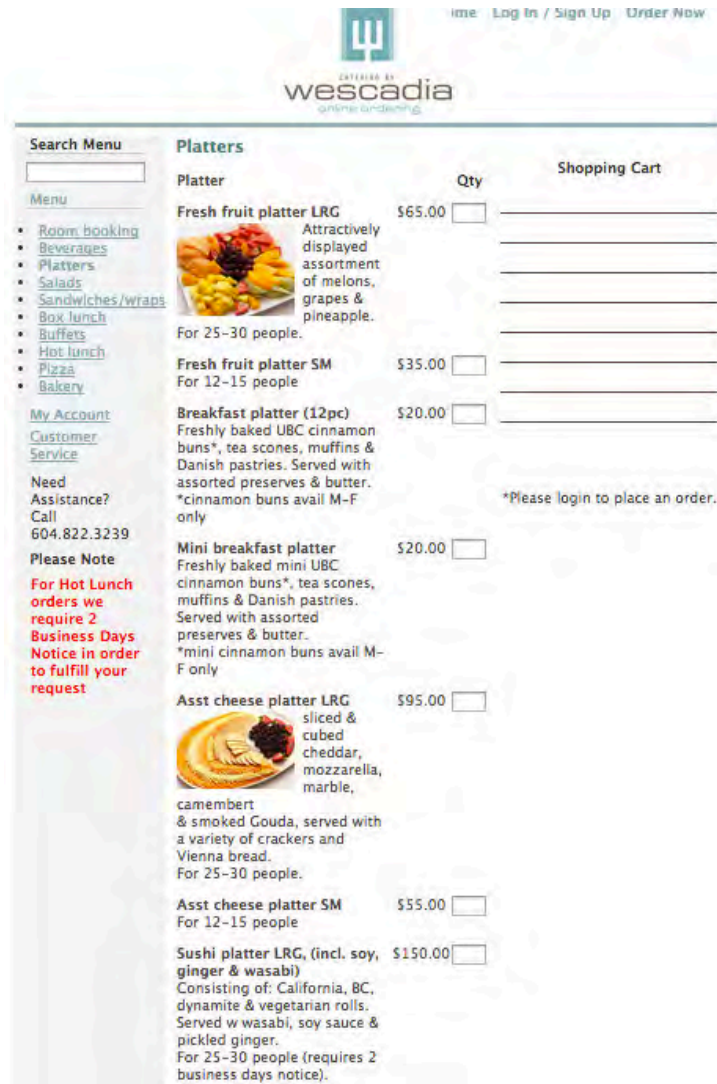 Log In / Sign Up Order Now
CATERING BY
wescadia
online ordering
Search Menu
Menu
Room booking
Beverages
Platters
Salads
Sandwiches/wraps
Box lunch
Buffets
Hot lunch
Pizza
Bakery
My Account
Customer
Service
Need
Assistance?
Call
604.822.3239
Please Note
For Hot Lunch
orders we
require 2
Business Days
Notice in order
to fulfill your
request
Platters
Platter Qty
Fresh fruit platter LRG $65.00
Attractively
displayed
assortment
of melons,
grapes &
pineapple.
For 25-30 people.
Fresh fruit platter SM $35.00
For 12-15 people
Breakfast platter (12pc) $20.00
Freshly baked UBC cinnamon
buns*, tea scones, muffins &
Danish pastries. Served with
assorted preserves & butter.
*cinnamon buns avail M-F
only
Mini breakfast platter $20.00
Freshly baked mini UBC
cinnamon buns*, tea scones,
muffins & Danish pastries.
Served with assorted
preserves & butter.
*mini cinnamon buns avail M-
F only
Asst cheese platter LRG $95.00
sliced &
cubed
cheddar,
mozzarella,
marble,
camembert
& smoked Gouda, served with
a variety of crackers and
Vienna bread.
For 25-30 people.
Asst cheese platter SM $55.00
For 12-15 people
Sushi platter LRG, (incl. soy, $150.00
ginger & wasabi)
Consisting of: California, BC,
dynamite & vegetarian rolls.
Served w wasabi, soy sauce &
pickled ginger.
For 25-30 people (requires 2
business days notice).
Shopping Cart
*Please login to place an order.